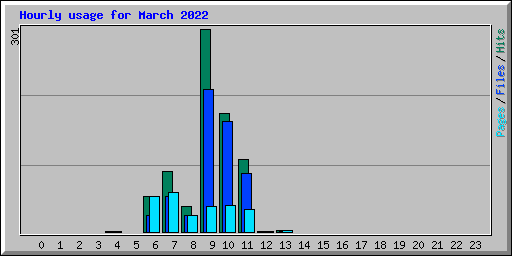 Hourly usage for March 2022
301
Pages/Files/Hits
0 1 2 3 4 5 6 7 8 9 10 11 12 13 14 15 16 17 18 19 20 21 22 23